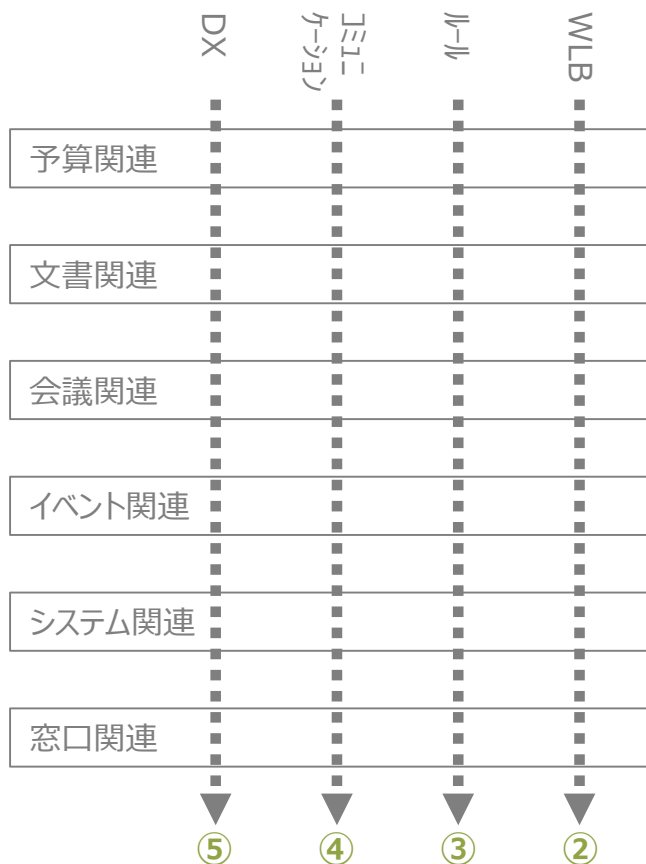 DX
コミュニ
ケーション
ルール
WLB
予算関連
文書関連
会議関連
イベント関連
システム関連
窓口関連
⑤
④
③
②